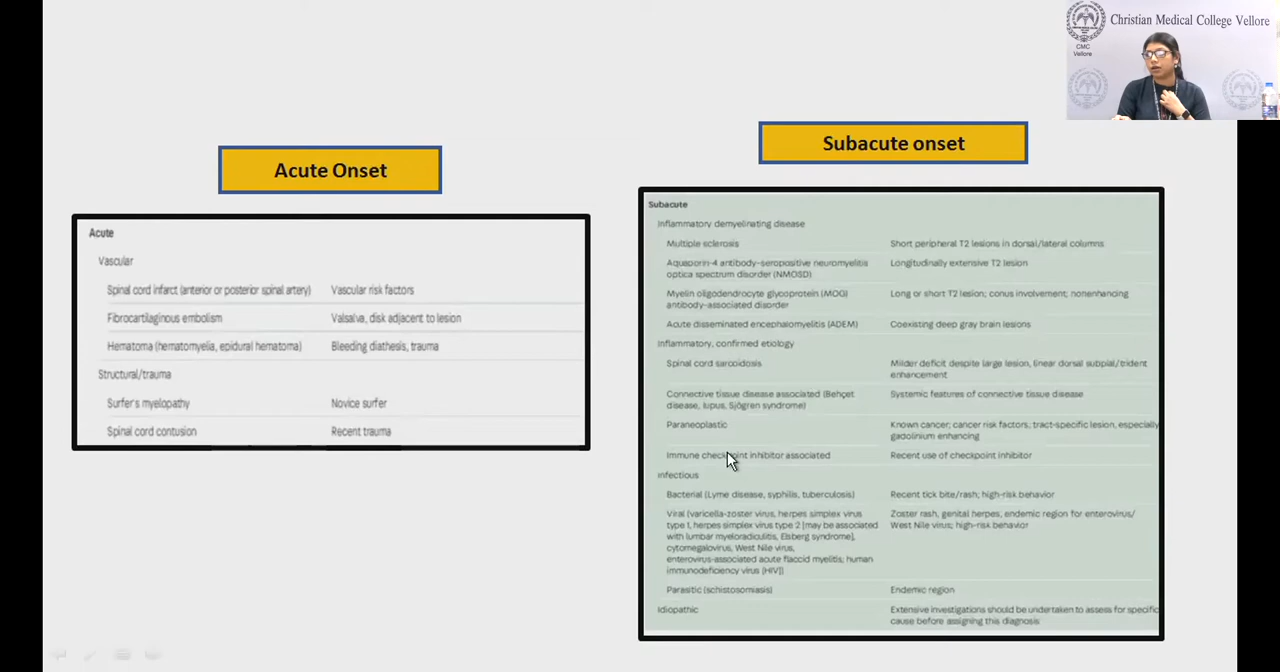 Christian Medical College Vellore
CMC
Vellore
Acute Onset
Acute
Vascular
Spinal cord infarct (anterior or posterior spinal artery) Vascular risk factors
Fibrocartilaginous embolism Valsalva, disk adjacent to lesion
Hematoma (hematomyelia, epidural hematoma) Bleeding diathesis, trauma
Structural/trauma
Surfer's myelopathy Novice surfer
Spinal cord contusion Recent trauma
Subacute onset
Subacute
Inflammatory demyelinating disease
Multiple sclerosis Short peripheral T2 lesions in dorsal/lateral columns
Aquaporin-4 antibody-seropositive neuromyelitis Longitudinally extensive T2 lesion
optica spectrum disorder (NMOSD)
Myelin oligodendrocyte glycoprotein (MOG) Long or short T2 lesion; conus involvement; nonenhancing
antibody-associated disorder
Acute disseminated encephalomyelitis (ADEM) Coexisting deep gray brain lesions
Inflammatory, confirmed etiology
Spinal cord sarcoidosis Milder deficit despite large lesion, linear dorsal subpial/trident
enhancement
Connective tissue disease associated (Behçet Systemic features of connective tissue disease
disease, lupus, Sjögren syndrome)
Paraneoplastic Known cancer; cancer risk factors, tract-specific lesion, especially
gadolinium enhancing
Immune checkpoint inhibitor associated Recent use of checkpoint inhibitor
Infectious
Bacterial (Lyme disease, syphilis, tuberculosis) Recent tick bite/rash; high-risk behavior
Viral (varicella-zoster virus, herpes simplex virus Zoster rash, genital herpes, endemic region for enterovirus/
type 1, herpes simplex virus type 2 [may be associated West Nile virus; high-risk behavior
with lumbar myeloradiculitis, Elsberg syndrome],
cytomegalovirus, West Nile virus,
enterovirus-associated acute flaccid myelitis; human
immunodeficiency virus [HIV])
Parasitic (schistosomiasis) Endemic region
Idiopathic Extensive investigations should be undertaken to assess for specific
cause before assigning this diagnosis